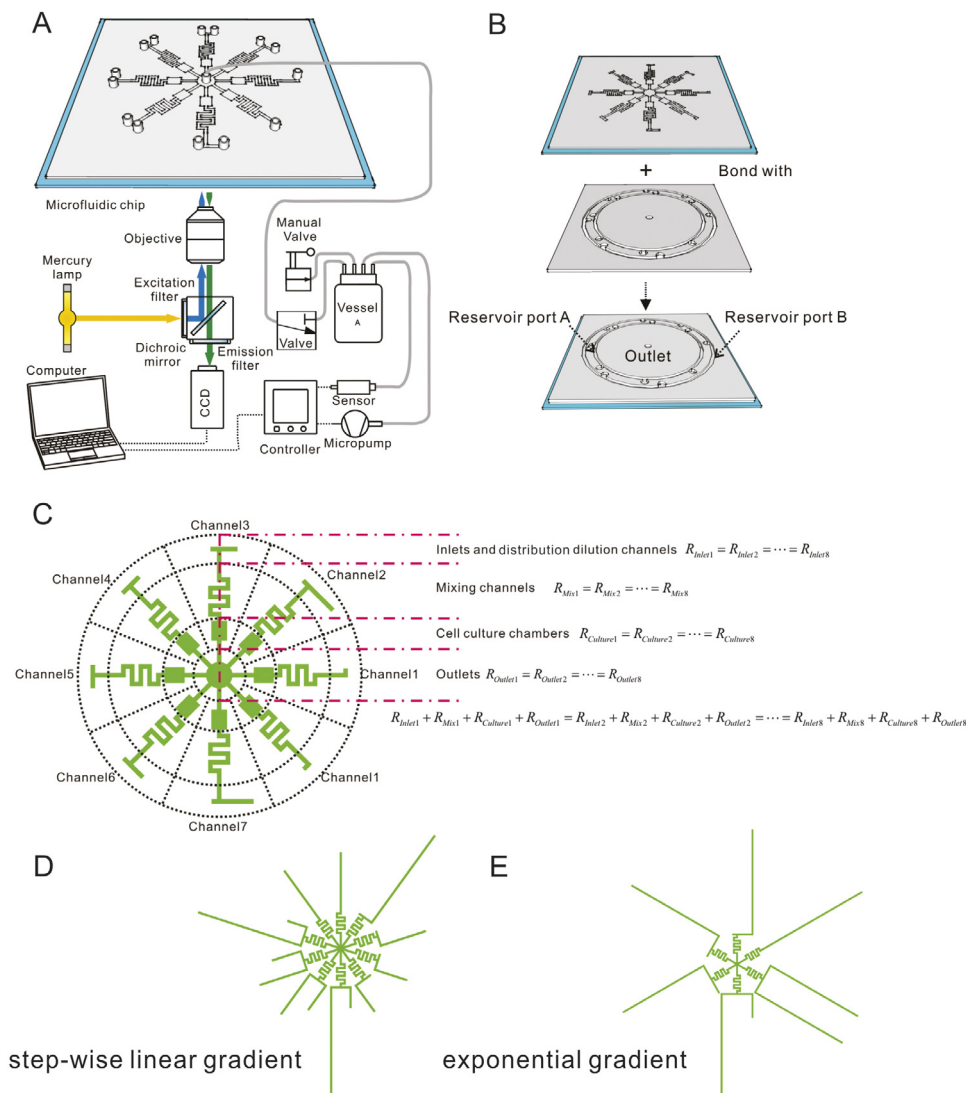 A
B
Microfluidic chip
Objective
Manual
Valve
Mercury
lamp
Excitation
filter
Vessel
A
Valve
Dichroic
mirror
Emission
filter
Computer
CCD
Sensor
Controller
Micropump
+
Bond with
Reservoir port A
Reservoir port B
Outlet
C
Channel3
Channel4
Channel2
Channel5
Channel1
Channel6
Channel1
Channel7
Inlets and distribution dilution channels R_Inlet1 = R_Inlet2 = ⋯ = R_Inlet8
Mixing channels R_Mix1 = R_Mix2 = ⋯ = R_Mix8
Cell culture chambers R_Culture1 = R_Culture2 = ⋯ = R_Culture8
Outlets R_Outlet1 = R_Outlet2 = ⋯ = R_Outlet8
R_Inlet1 + R_Mix1 + R_Culture1 + R_Outlet1 = R_Inlet2 + R_Mix2 + R_Culture2 + R_Outlet2 = ⋯ = R_Inlet8 + R_Mix8 + R_Culture8 + R_Outlet8
D
E
step-wise linear gradient
exponential gradient